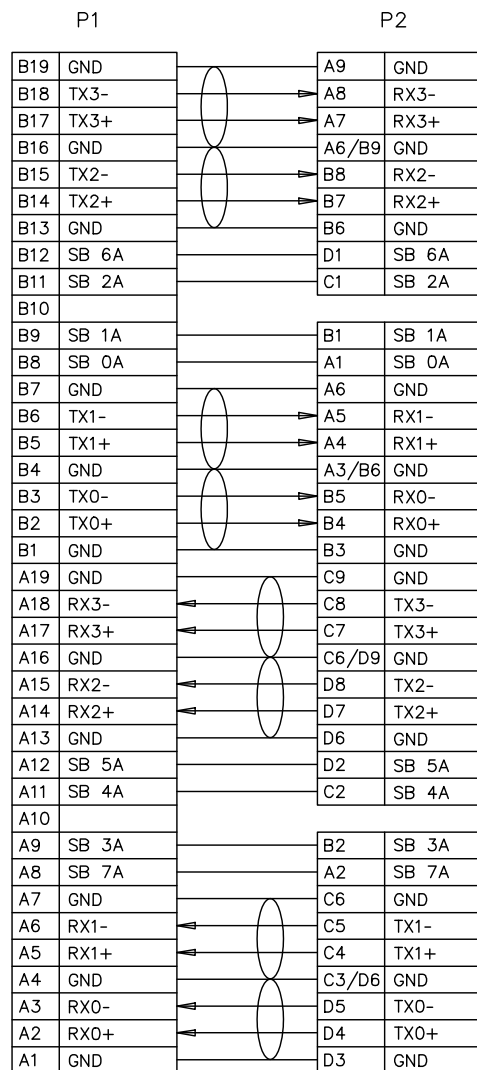 P1 P2
B19 GND A9 GND
B18 TX3- A8 RX3-
B17 TX3+ A7 RX3+
B16 GND A6/B9 GND
B15 TX2- B8 RX2-
B14 TX2+ B7 RX2+
B13 GND B6 GND
B12 SB 6A D1 SB 6A
B11 SB 2A C1 SB 2A
B10
B9 SB 1A B1 SB 1A
B8 SB 0A A1 SB 0A
B7 GND A6 GND
B6 TX1- A5 RX1-
B5 TX1+ A4 RX1+
B4 GND A3/B6 GND
B3 TX0- B5 RX0-
B2 TX0+ B4 RX0+
B1 GND B3 GND
A19 GND C9 GND
A18 RX3- C8 TX3-
A17 RX3+ C7 TX3+
A16 GND C6/D9 GND
A15 RX2- D8 TX2-
A14 RX2+ D7 TX2+
A13 GND D6 GND
A12 SB 5A D2 SB 5A
A11 SB 4A C2 SB 4A
A10
A9 SB 3A B2 SB 3A
A8 SB 7A A2 SB 7A
A7 GND C6 GND
A6 RX1- C5 TX1-
A5 RX1+ C4 TX1+
A4 GND C3/D6 GND
A3 RX0- D5 TX0-
A2 RX0+ D4 TX0+
A1 GND D3 GND